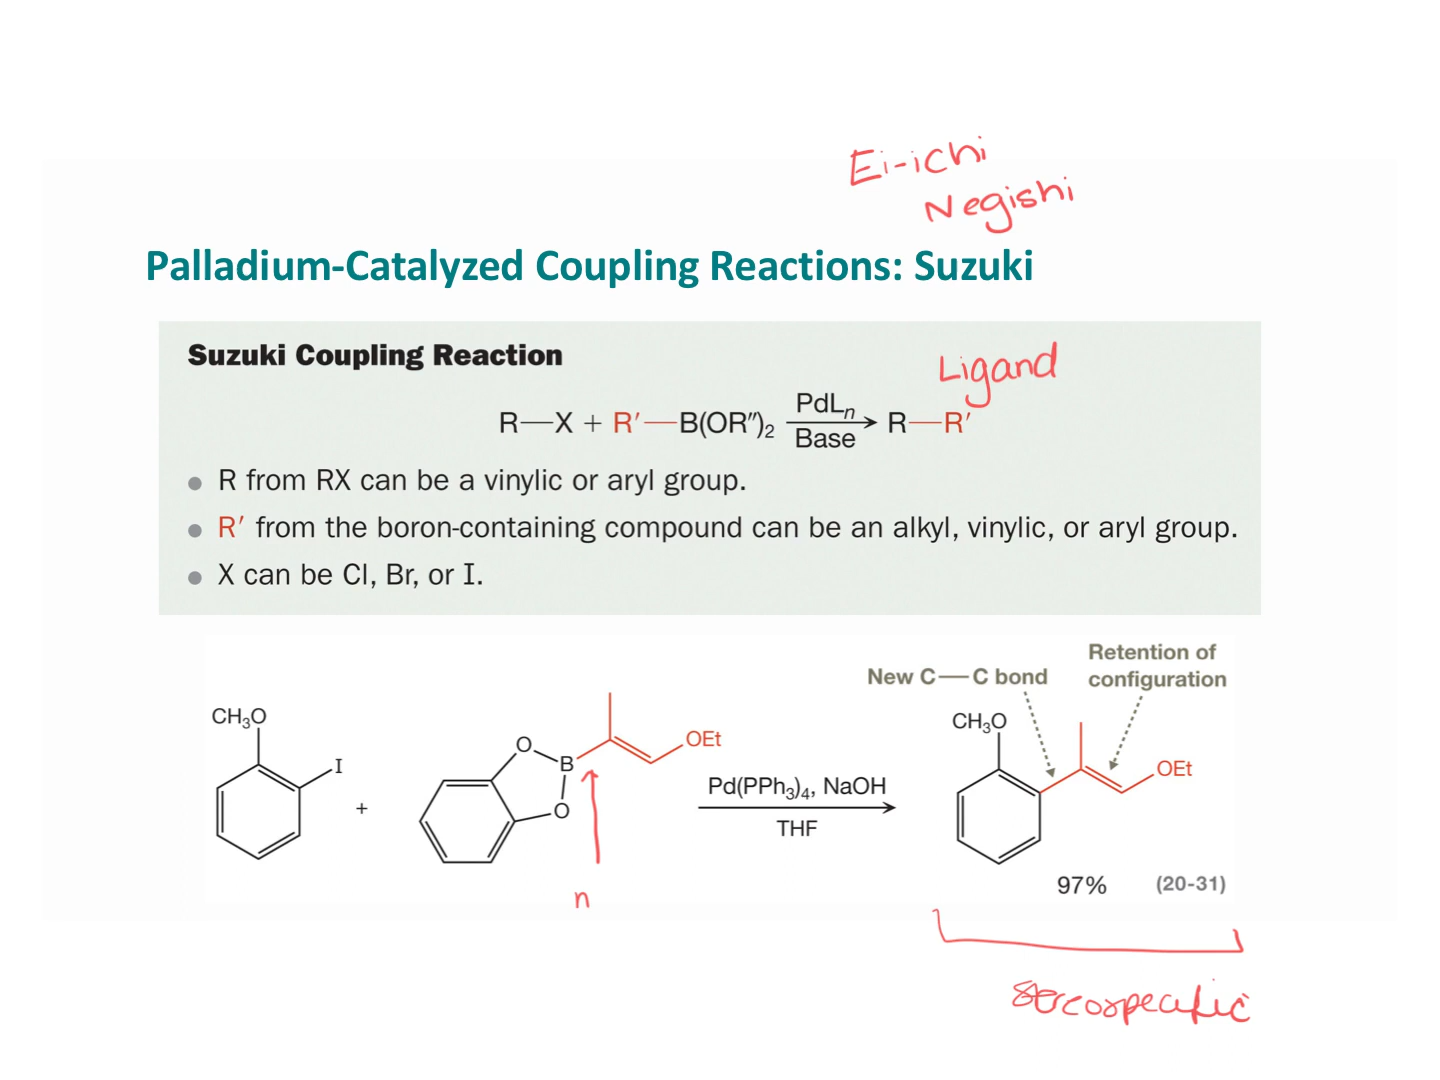 Ei-ichi
Negishi
Palladium-Catalyzed Coupling Reactions: Suzuki
Suzuki Coupling Reaction
Ligand
R—X + R′—B(OR″)₂ PdLₙ Base R—R′
• R from RX can be a vinylic or aryl group.
• R′ from the boron-containing compound can be an alkyl, vinylic, or aryl group.
• X can be Cl, Br, or I.
Retention of
configuration
New C—C bond
CH₃O
I
+
O
B
O
OEt
Pd(PPh₃)₄, NaOH
THF
CH₃O
OEt
97% (20-31)
n
stereospecific